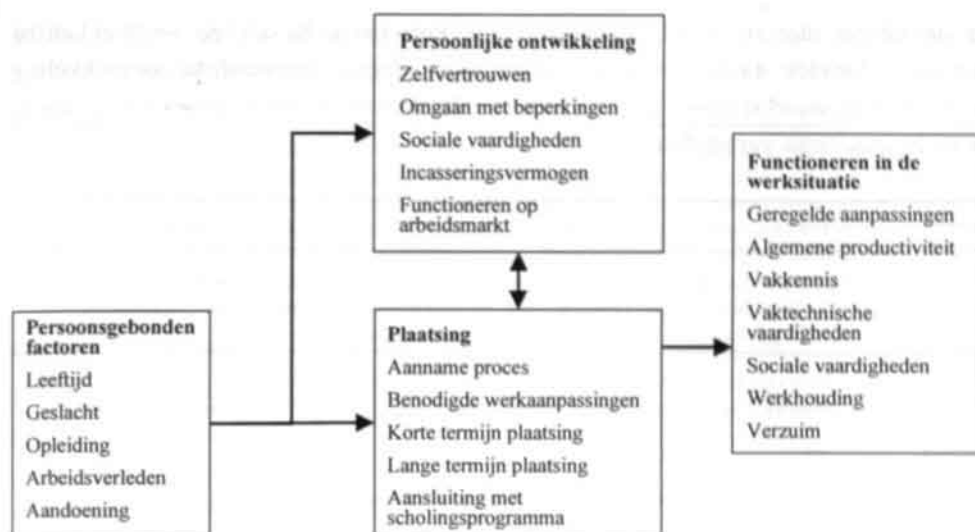 Persoonlijke ontwikkeling
Zelfvertrouwen
Omgaan met beperkingen
Sociale vaardigheden
Incasseringsvermogen
Functioneren op
arbeidsmarkt
Functioneren in de
werksituatie
Geregelde aanpassingen
Algemene productiviteit
Vakkennis
Vaktechnische
vaardigheden
Sociale vaardigheden
Werkhouding
Verzuim
Persoonsgebonden
factoren
Leeftijd
Geslacht
Opleiding
Arbeidsverleden
Aandoening
Plaatsing
Aanname proces
Benodigde werkaanpassingen
Korte termijn plaatsing
Lange termijn plaatsing
Aansluiting met
scholingsprogramma